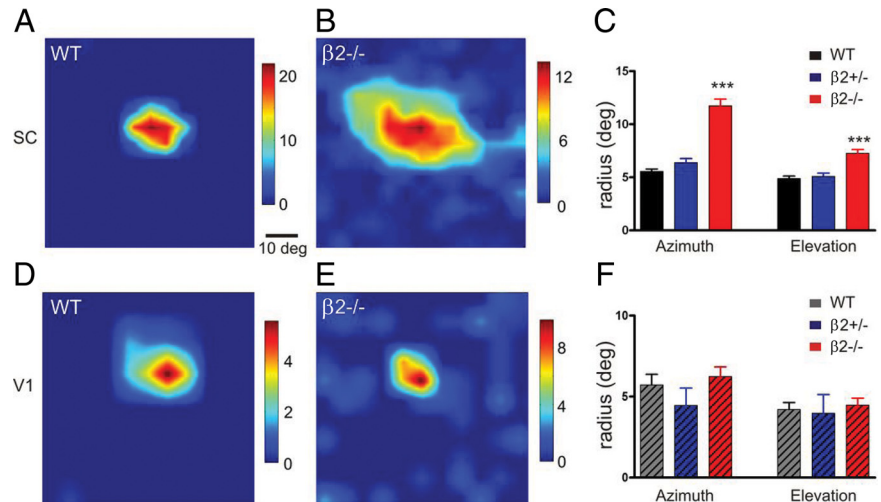 A
WT
SC
20
10
0
10 deg
B
β2-/-
12
6
0
C
WT
β2+/-
β2-/-
radius (deg)
15
10
5
0
***
***
Azimuth
Elevation
D
WT
V1
4
2
0
E
β2-/-
8
4
0
F
WT
β2+/-
β2-/-
radius (deg)
10
5
0
Azimuth
Elevation